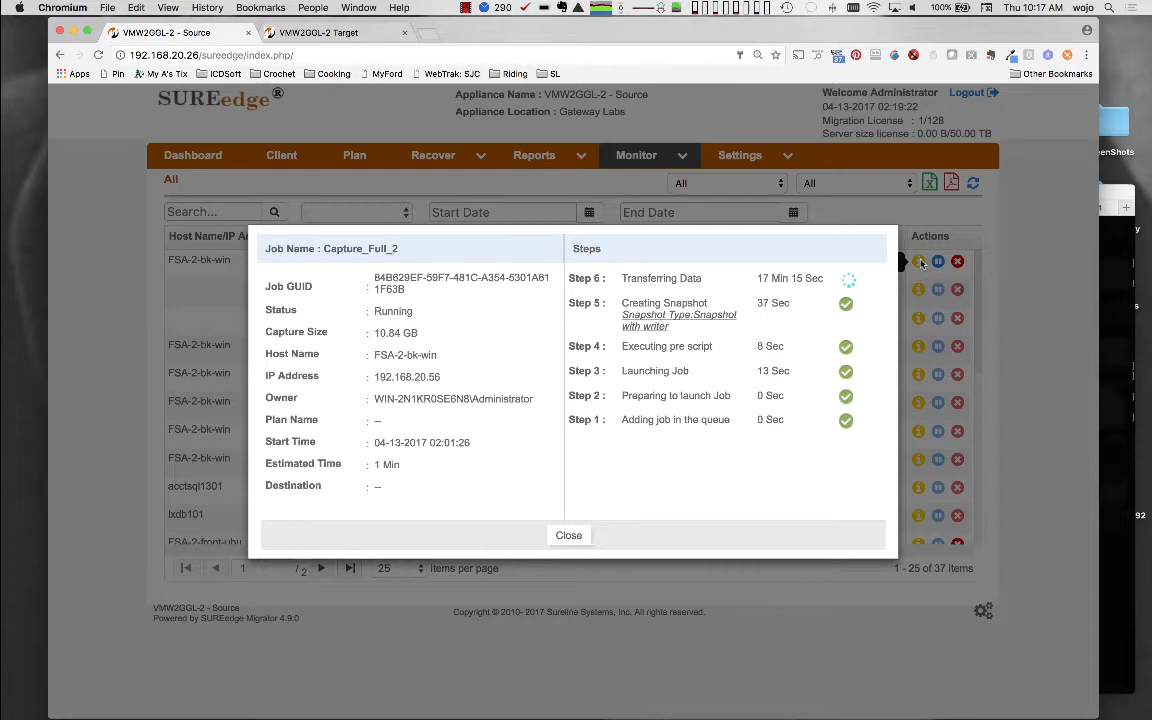 Chromium File Edit View History Bookmarks People Window Help 290 100% Thu 10:17 AM wojo
VMW2GGL-2 - Source × VMW2GGL-2 Target ×
192.168.20.26/sureedge/index.php/
Apps Pin My A's Tix ICDSoft Crochet Cooking MyFord WebTrak: SJC Riding SL Other Bookmarks
SUREedge®
Appliance Name : VMW2GGL-2 - Source
Appliance Location : Gateway Labs
Welcome Administrator Logout
04-13-2017 02:19:22
Migration License : 1/128
Server size license : 0.00 B/50.00 TB
Dashboard Client Plan Recover Reports Monitor Settings
All
All All
Search... Start Date End Date
Host Name/IP A Actions
FSA-2-bk-win
FSA-2-bk-win
FSA-2-bk-win
FSA-2-bk-win
FSA-2-bk-win
FSA-2-bk-win
acctsql1301
lxdb101
FSA-2-front-ubu
Job Name : Capture_Full_2
Job GUID : 84B629EF-59F7-481C-A354-5301A61
1F63B
Status : Running
Capture Size : 10.84 GB
Host Name : FSA-2-bk-win
IP Address : 192.168.20.56
Owner : WIN-2N1KR0SE6N8\Administrator
Plan Name : --
Start Time : 04-13-2017 02:01:26
Estimated Time : 1 Min
Destination : --
Steps
Step 6 : Transferring Data 17 Min 15 Sec
Step 5 : Creating Snapshot 37 Sec
Snapshot Type:Snapshot
with writer
Step 4 : Executing pre script 8 Sec
Step 3 : Launching Job 13 Sec
Step 2 : Preparing to launch Job 0 Sec
Step 1 : Adding job in the queue 0 Sec
Close
1 / 2 25 items per page 1 - 25 of 37 items
VMW2GGL-2 - Source
Powered by SUREedge Migrator 4.9.0
Copyright © 2010- 2017 Sureline Systems, Inc. All rights reserved.
eenShots
92